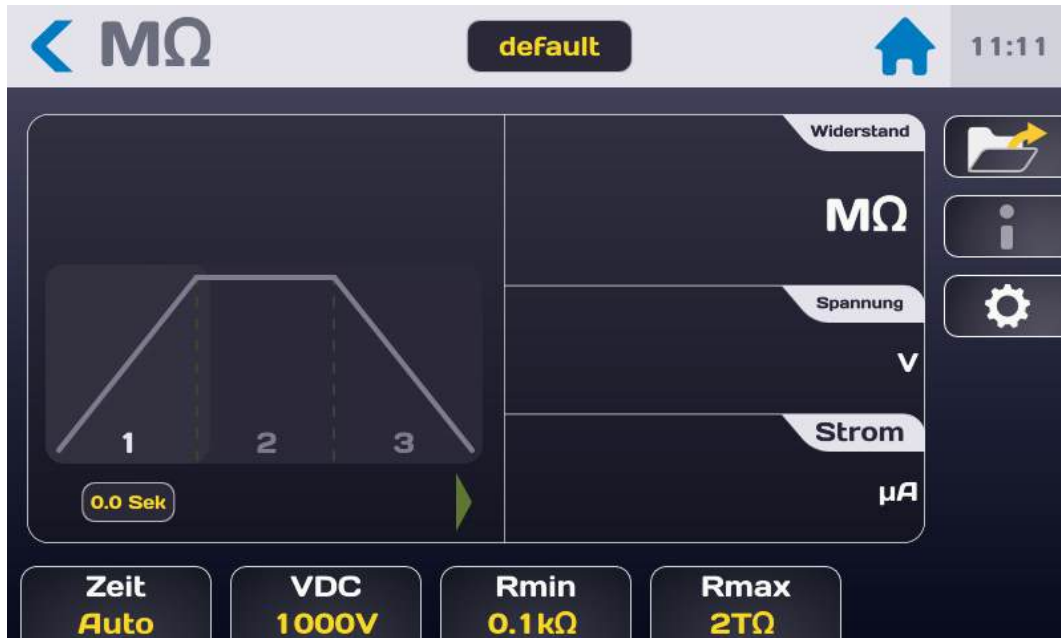 MΩ
default
11:11
Widerstand
MΩ
Spannung
V
Strom
µA
1
2
3
0.0 Sek
Zeit
Auto
VDC
1000V
Rmin
0.1kΩ
Rmax
2TΩ